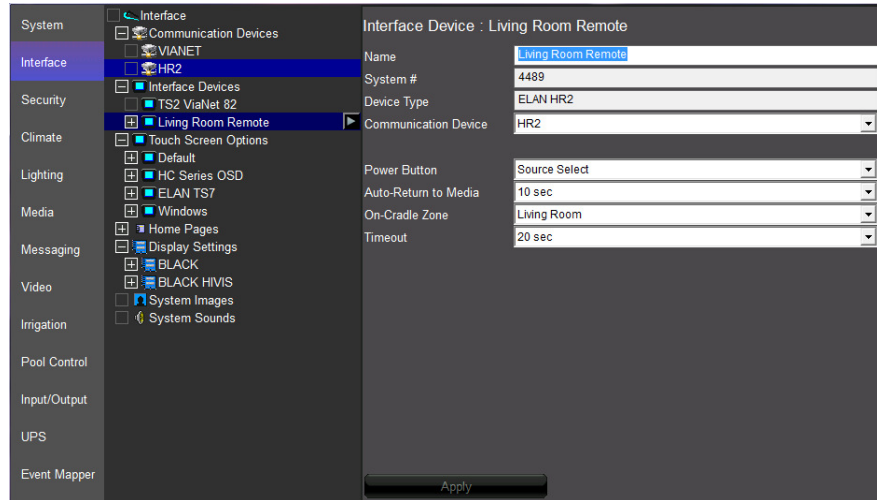 System
Interface
Security
Climate
Lighting
Media
Messaging
Video
Irrigation
Pool Control
Input/Output
UPS
Event Mapper
Interface
Communication Devices
VIANET
HR2
Interface Devices
TS2 ViaNet 82
Living Room Remote
Touch Screen Options
Default
HC Series OSD
ELAN TS7
Windows
Home Pages
Display Settings
BLACK
BLACK HIVIS
System Images
System Sounds
Interface Device : Living Room Remote
Name Living Room Remote
System # 4489
Device Type ELAN HR2
Communication Device HR2
Power Button Source Select
Auto-Return to Media 10 sec
On-Cradle Zone Living Room
Timeout 20 sec
Apply